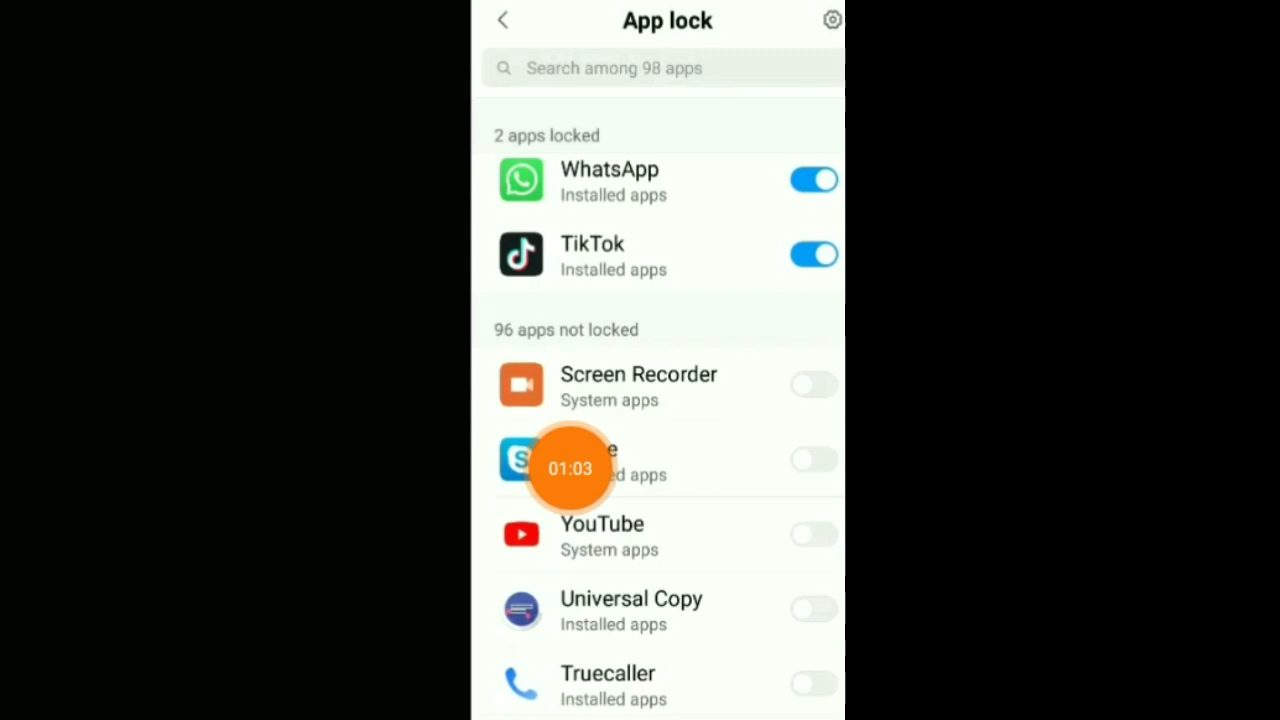 App lock
Search among 98 apps
2 apps locked
WhatsApp
Installed apps
TikTok
Installed apps
96 apps not locked
Screen Recorder
System apps
01:03
apps
YouTube
System apps
Universal Copy
Installed apps
Truecaller
Installed apps